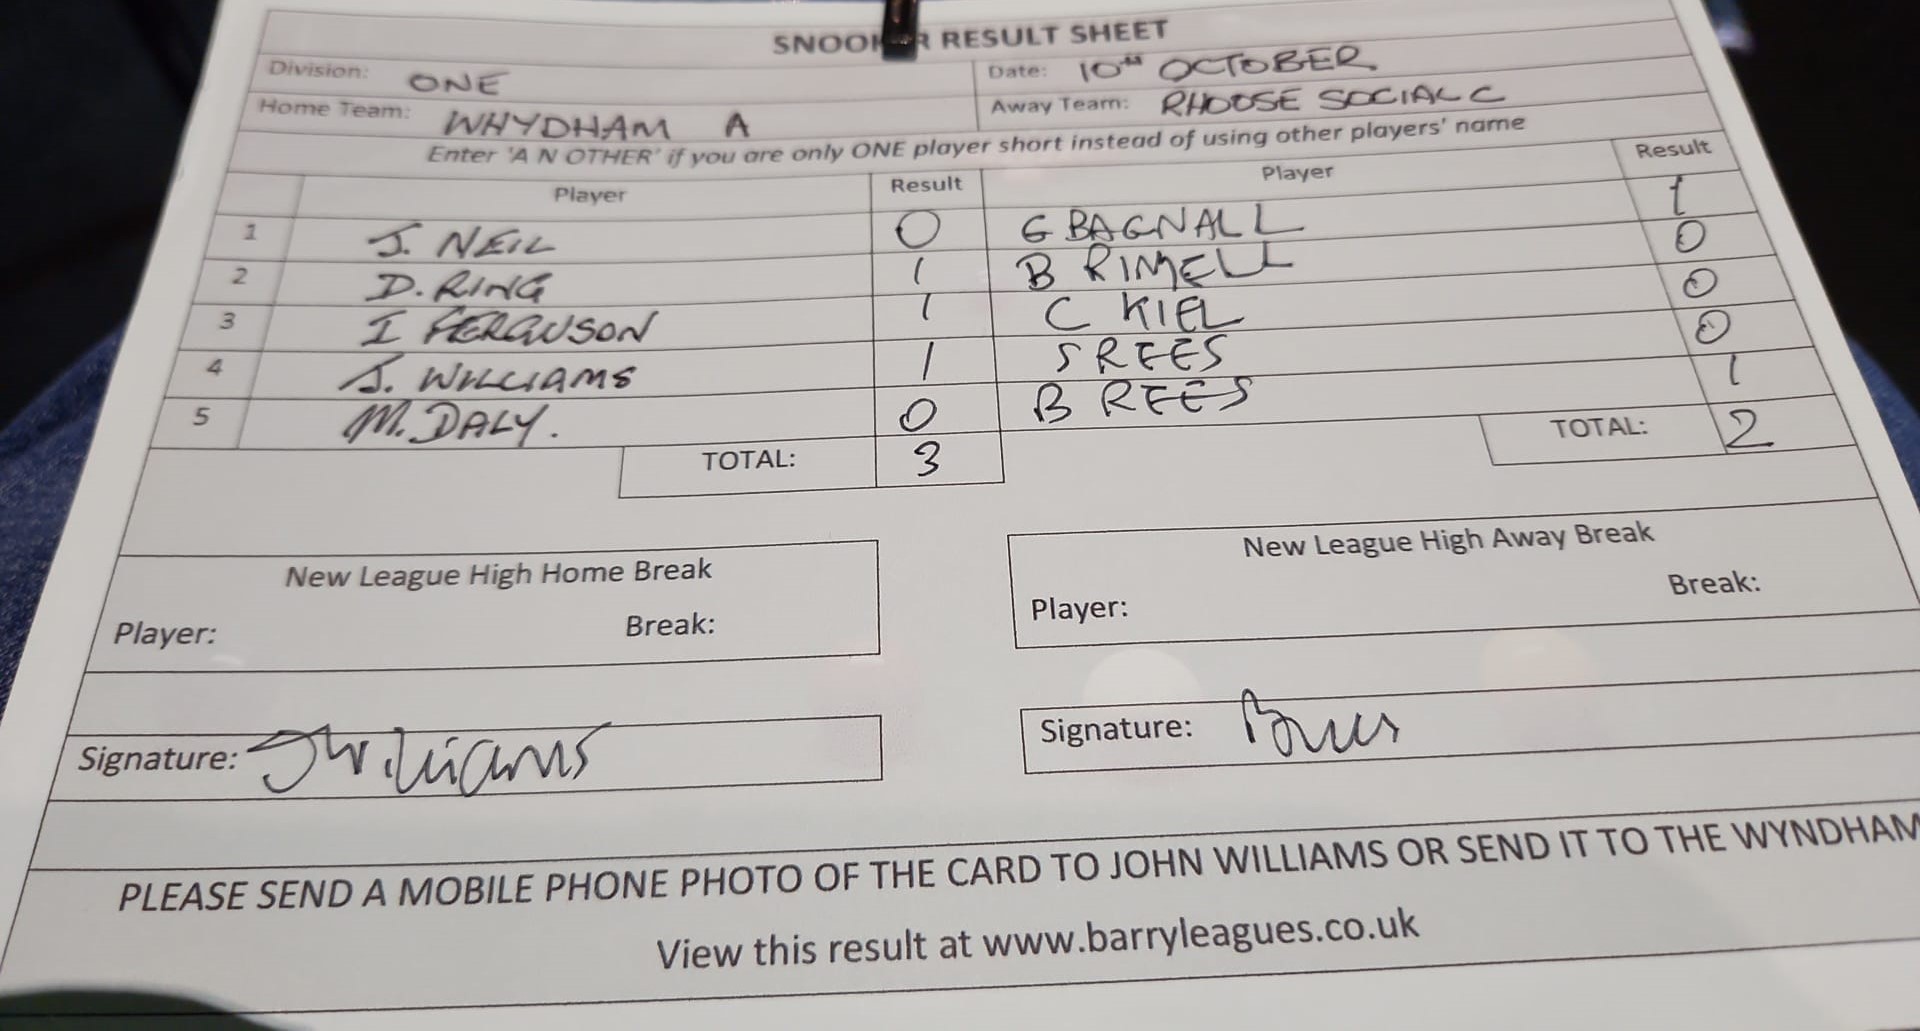 SNOOKER RESULT SHEET
Division: ONE Date: 10TH OCTOBER
Home Team: WHYDHAM A Away Team: RHOOSE SOCIAL C
Enter 'A N OTHER' if you are only ONE player short instead of using other players' name
Player Result Player Result
1 J. NEIL 0 G BAGNALL 1
2 D. RING 1 B RIMELL 0
3 I FERGUSON 1 C KIEL 0
4 J. WILLIAMS 1 S REES 0
5 M. DALY. 0 B REES 1
TOTAL: 3 TOTAL: 2
New League High Home Break New League High Away Break
Player: Break: Player: Break:
Signature: JWilliams Signature:
PLEASE SEND A MOBILE PHONE PHOTO OF THE CARD TO JOHN WILLIAMS OR SEND IT TO THE WYNDHAM
View this result at www.barryleagues.co.uk